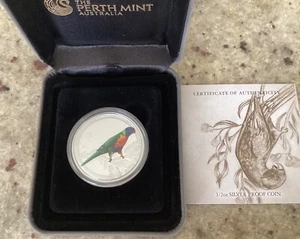 THE
PERTH MINT
AUSTRALIA
CERTIFICATE OF AUTHENTICITY
1/2oz SILVER PROOF COIN